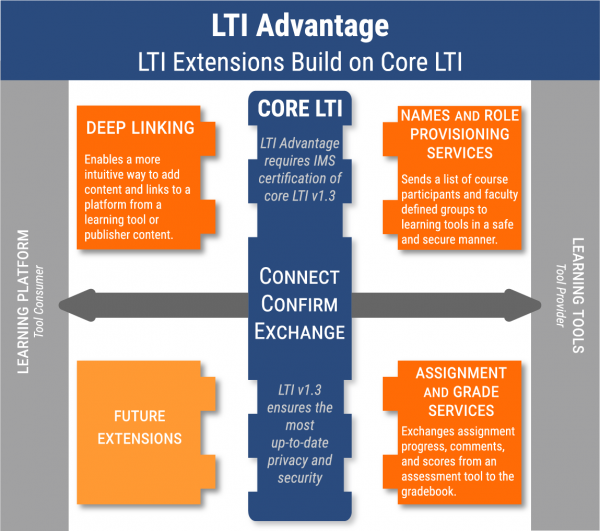 LTI Advantage
LTI Extensions Build on Core LTI
LEARNING PLATFORM
Tool Consumer
DEEP LINKING
Enables a more
intuitive way to add
content and links to a
platform from a
learning tool or
publisher content.
FUTURE
EXTENSIONS
CORE LTI
LTI Advantage
requires IMS
certification of
core LTI v1.3
CONNECT
CONFIRM
EXCHANGE
LTI v1.3
ensures the
most
up-to-date
privacy and
security
NAMES AND ROLE
PROVISIONING
SERVICES
Sends a list of course
participants and faculty
defined groups to
learning tools in a safe
and secure manner.
ASSIGNMENT
AND GRADE
SERVICES
Exchanges assignment
progress, comments,
and scores from an
assessment tool to the
gradebook.
LEARNING TOOLS
Tool Provider